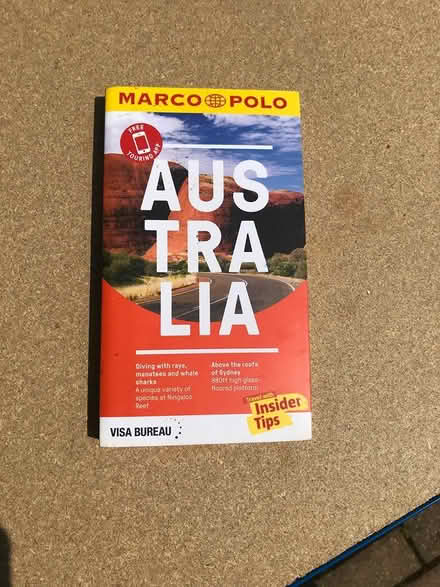 MARCO POLO
FREE
TOURING APP
AUS
TRA
LIA
Diving with rays,
manatees and whale
sharks
A unique variety of
species at Ningaloo
Reef
Above the roofs
of Sydney
880ft high glass-
floored platform
Travel with
Insider
Tips
VISA BUREAU